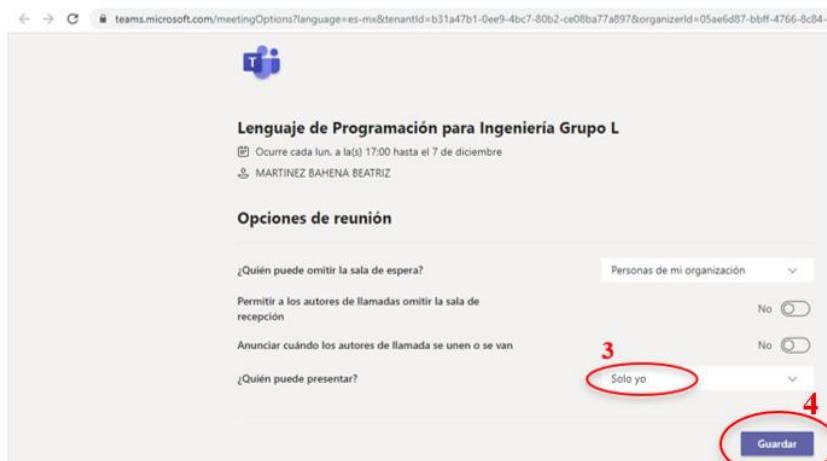 teams.microsoft.com/meetingOptions?language=es-mx&tenantId=b31a47b1-0ee9-4bc7-80b2-ce08ba77a897&organizerId=05ae6d87-bbff-4766-8c84-
T
Lenguaje de Programación para Ingeniería Grupo L
Ocurre cada lun. a la(s) 17:00 hasta el 7 de diciembre
MARTINEZ BAHENA BEATRIZ
Opciones de reunión
¿Quién puede omitir la sala de espera? Personas de mi organización
Permitir a los autores de llamadas omitir la sala de
recepción No
Anunciar cuándo los autores de llamada se unen o se van No
3
¿Quién puede presentar? Solo yo
4
Guardar